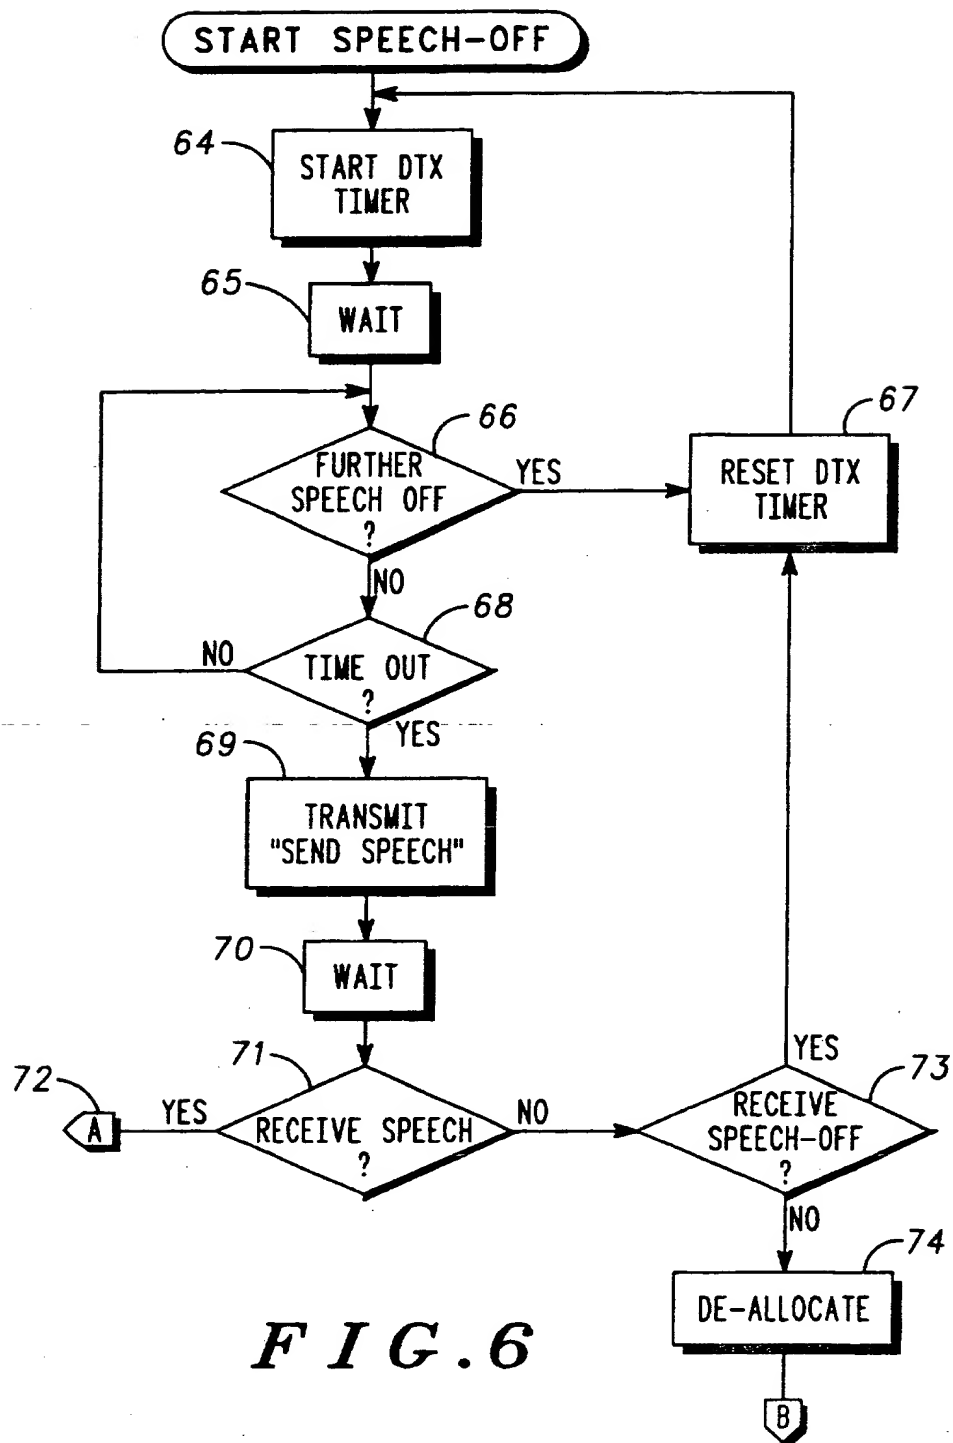 START SPEECH-OFF
64
START DTX
TIMER
65
WAIT
66
FURTHER
SPEECH OFF
?
YES
67
RESET DTX
TIMER
NO
68
NO
TIME OUT
?
YES
69
TRANSMIT
"SEND SPEECH"
70
WAIT
71
72
A
YES
RECEIVE SPEECH
?
NO
YES
73
RECEIVE
SPEECH-OFF
?
NO
74
DE-ALLOCATE
B
FIG.6